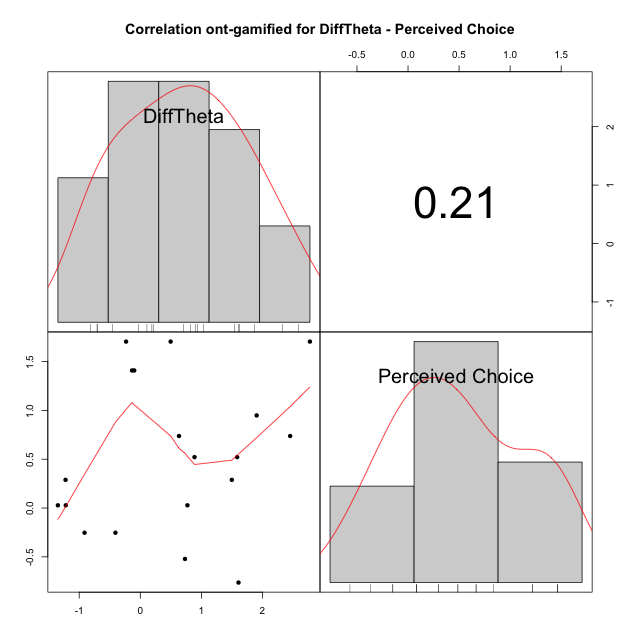 Correlation ont-gamified for DiffTheta - Perceived Choice
-0.5 0.0 0.5 1.0 1.5
DiffTheta
0.21
2
1
0
-1
Perceived Choice
1.5
1.0
0.5
0.0
-0.5
-1 0 1 2